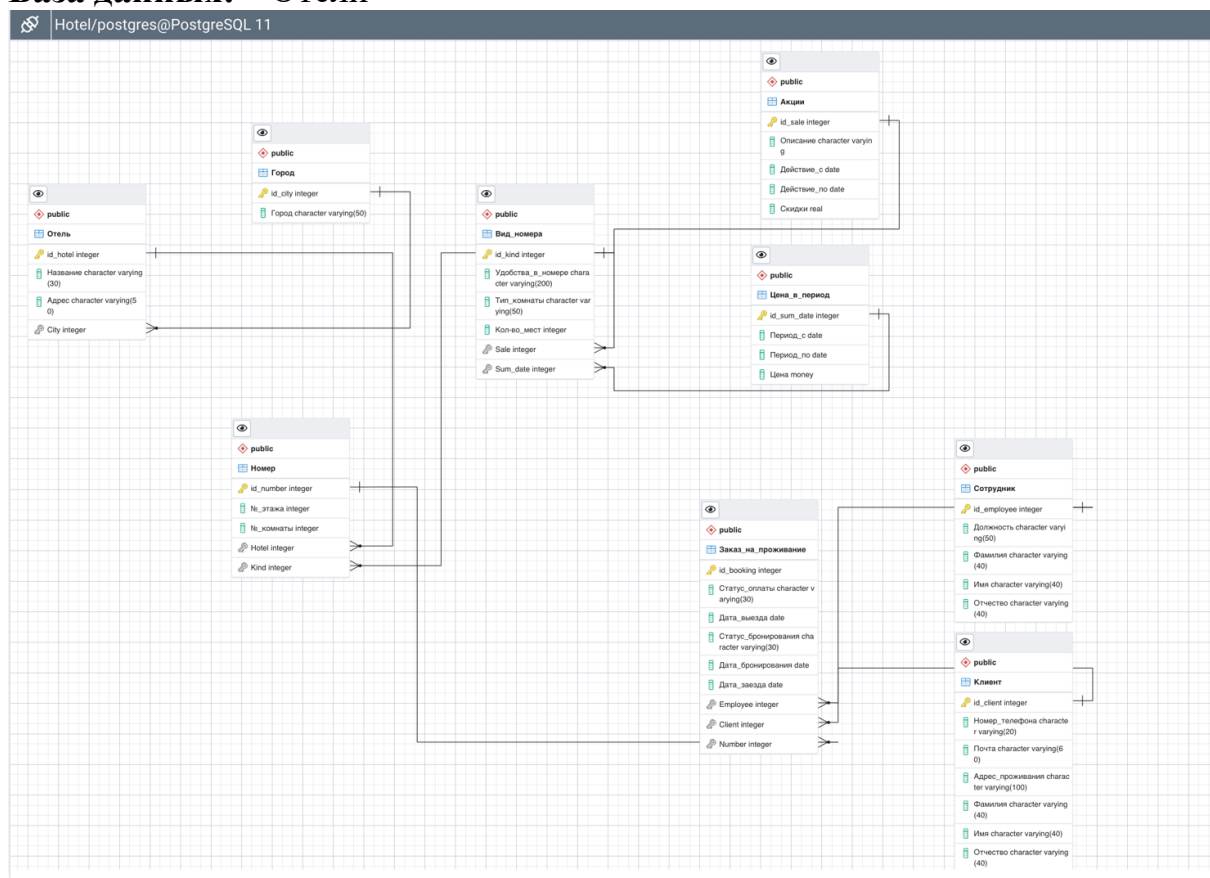 База данных: Отели
Hotel/postgres@PostgreSQL 11
public
Акции
id_sale integer
Описание character varyin
g
Действие_с date
Действие_по date
Скидки real
public
Город
id_city integer
Город character varying(50)
public
Отель
id_hotel integer
Название character varying
(30)
Адрес character varying(5
0)
City integer
public
Вид_номера
id_kind integer
Удобства_в_номере chara
cter varying(200)
Тип_комнаты character var
ying(50)
Кол-во_мест integer
Sale integer
Sum_date integer
public
Цена_в_период
id_sum_date integer
Период_с date
Период_по date
Цена money
public
Номер
id_number integer
№_этажа integer
№_комнаты integer
Hotel integer
Kind integer
public
Заказ_на_проживание
id_booking integer
Статус_оплаты character v
arying(30)
Дата_выезда date
Статус_бронирования cha
racter varying(30)
Дата_бронирования date
Дата_заезда date
Employee integer
Client integer
Number integer
public
Сотрудник
id_employee integer
Должность character varyi
ng(50)
Фамилия character varying
(40)
Имя character varying(40)
Отчество character varying
(40)
public
Клиент
id_client integer
Номер_телефона characte
r varying(20)
Почта character varying(6
0)
Адрес_проживания charac
ter varying(100)
Фамилия character varying
(40)
Имя character varying(40)
Отчество character varying
(40)